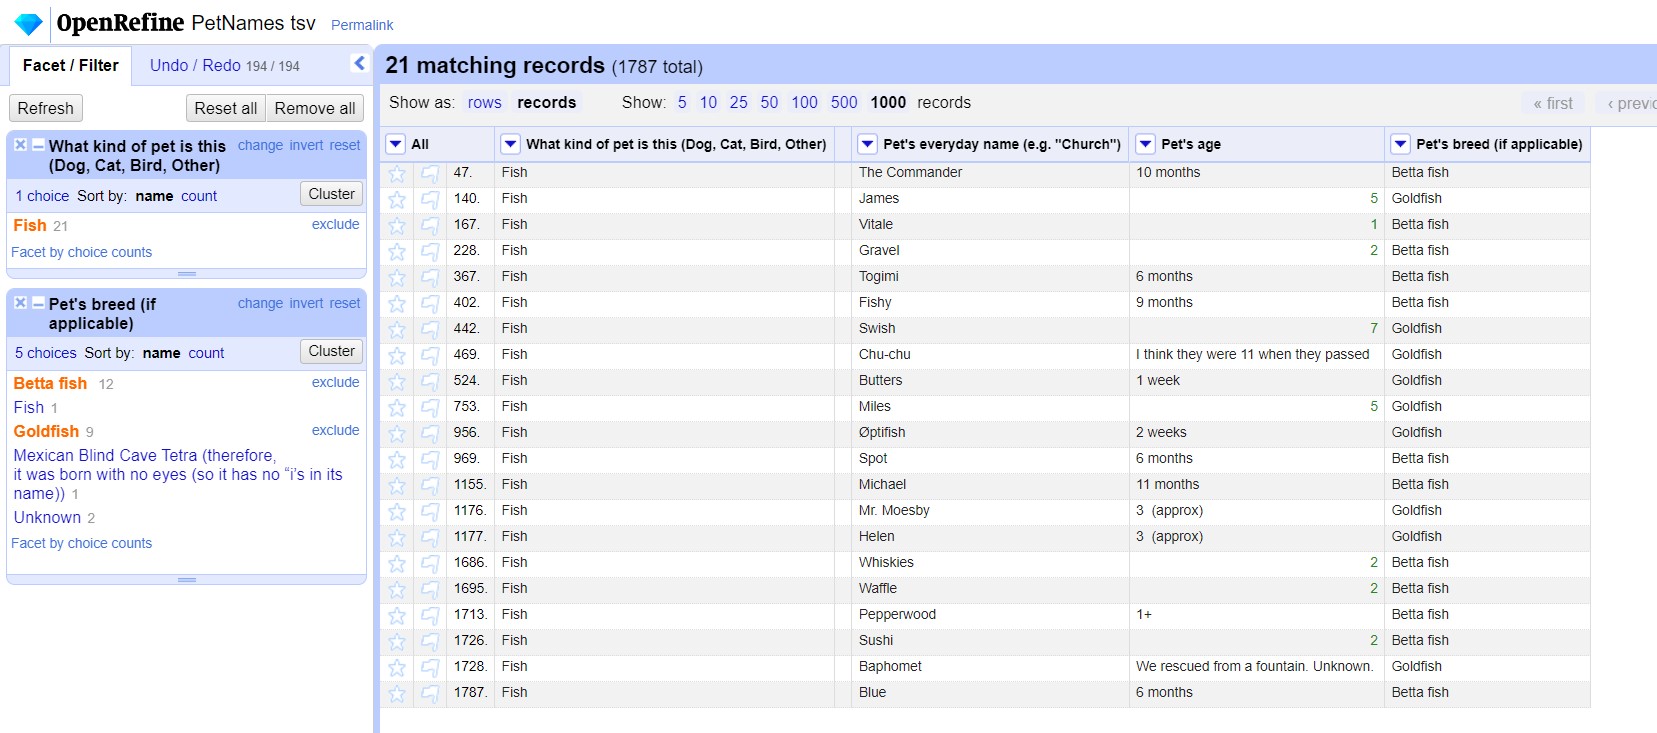 OpenRefine PetNames tsv Permalink
Facet / Filter Undo / Redo 194 / 194
Refresh Reset all Remove all
What kind of pet is this (Dog, Cat, Bird, Other) change invert reset
1 choice Sort by: name count Cluster
Fish 21 exclude
Facet by choice counts
Pet's breed (if applicable) change invert reset
5 choices Sort by: name count Cluster
Betta fish 12 exclude
Fish 1
Goldfish 9 exclude
Mexican Blind Cave Tetra (therefore,
it was born with no eyes (so it has no “i’s in its
name)) 1
Unknown 2
Facet by choice counts
21 matching records (1787 total)
Show as: rows records Show: 5 10 25 50 100 500 1000 records « first ‹ previo
All What kind of pet is this (Dog, Cat, Bird, Other) Pet's everyday name (e.g. "Church") Pet's age Pet's breed (if applicable)
47. Fish The Commander 10 months Betta fish
140. Fish James 5 Goldfish
167. Fish Vitale 1 Betta fish
228. Fish Gravel 2 Betta fish
367. Fish Togimi 6 months Betta fish
402. Fish Fishy 9 months Betta fish
442. Fish Swish 7 Goldfish
469. Fish Chu-chu I think they were 11 when they passed Goldfish
524. Fish Butters 1 week Goldfish
753. Fish Miles 5 Goldfish
956. Fish Øptifish 2 weeks Goldfish
969. Fish Spot 6 months Betta fish
1155. Fish Michael 11 months Betta fish
1176. Fish Mr. Moesby 3 (approx) Goldfish
1177. Fish Helen 3 (approx) Goldfish
1686. Fish Whiskies 2 Betta fish
1695. Fish Waffle 2 Betta fish
1713. Fish Pepperwood 1+ Betta fish
1726. Fish Sushi 2 Betta fish
1728. Fish Baphomet We rescued from a fountain. Unknown. Goldfish
1787. Fish Blue 6 months Betta fish